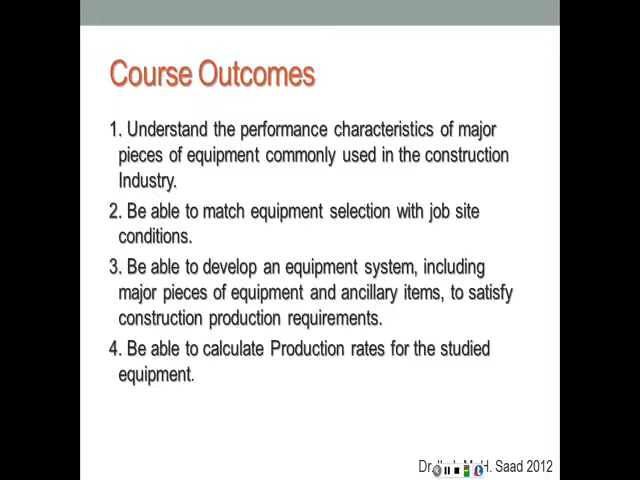 Course Outcomes
1. Understand the performance characteristics of major
pieces of equipment commonly used in the construction
Industry.
2. Be able to match equipment selection with job site
conditions.
3. Be able to develop an equipment system, including
major pieces of equipment and ancillary items, to satisfy
construction production requirements.
4. Be able to calculate Production rates for the studied
equipment.
Dr. H. Saad 2012